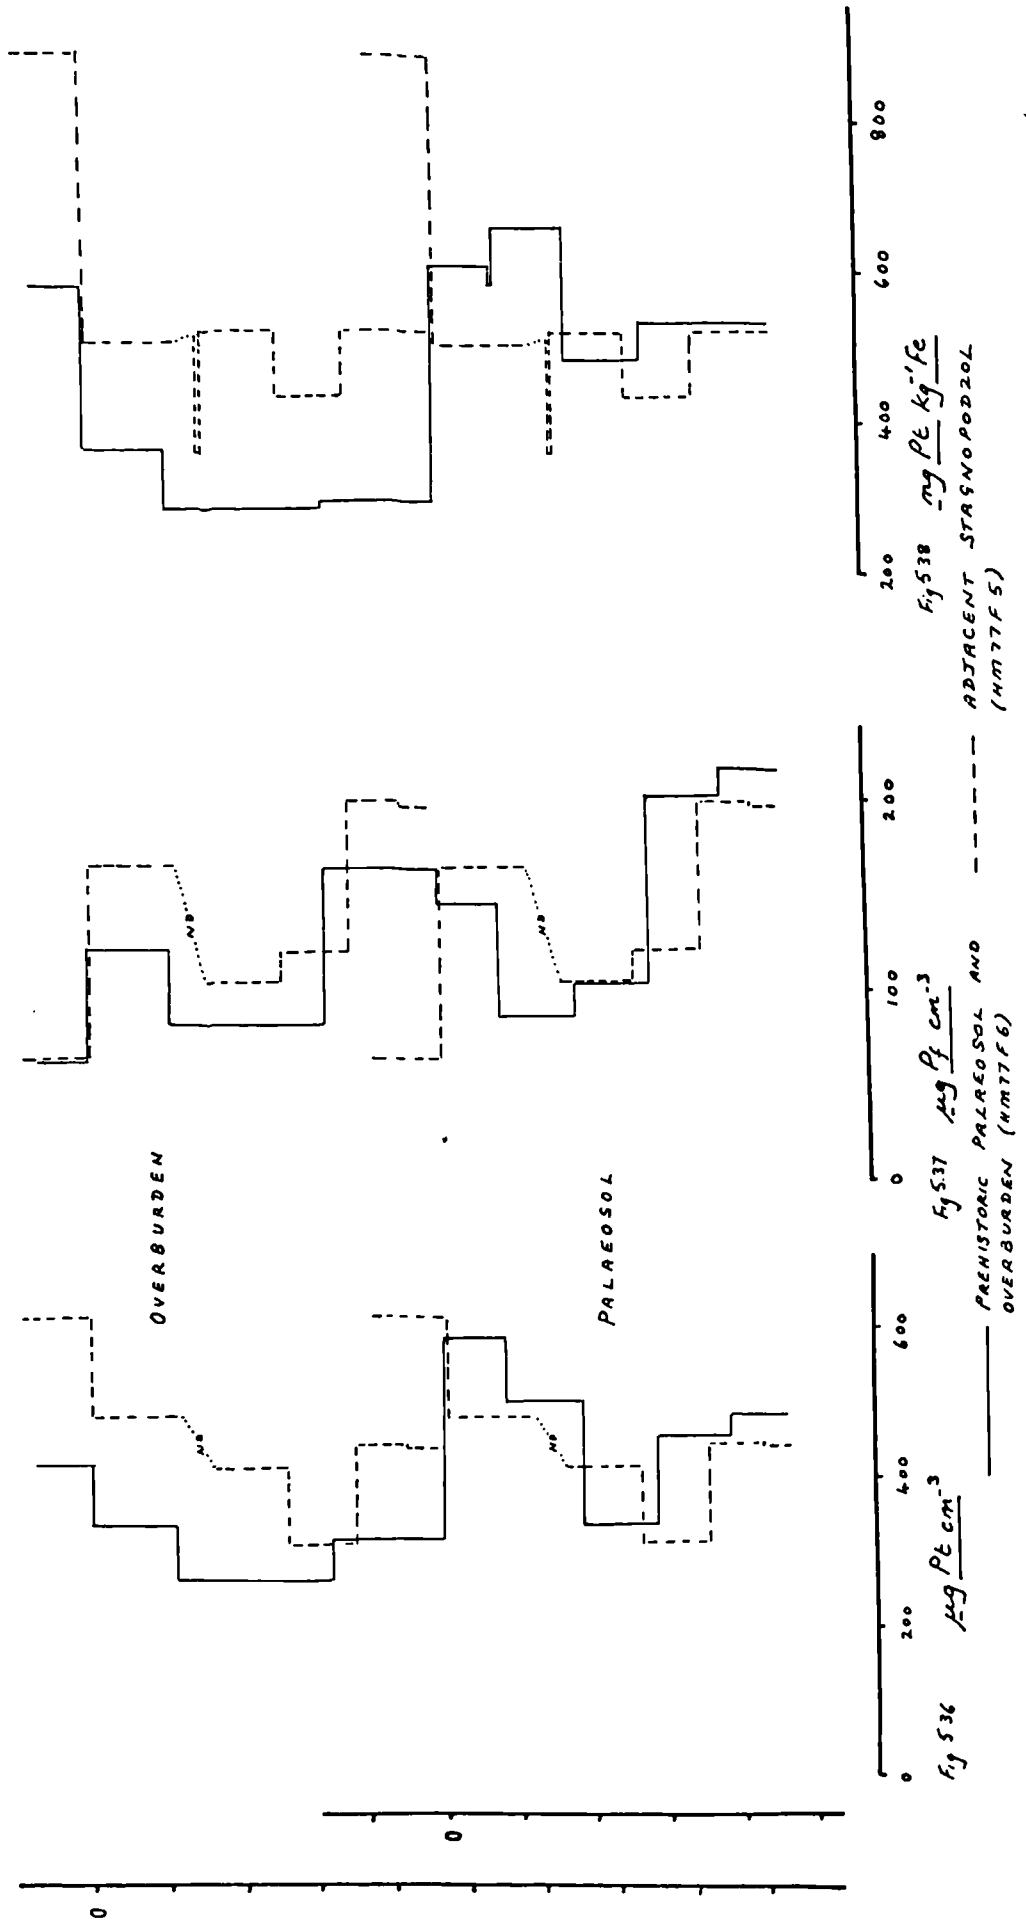 OVERBURDEN
PALAEOSOL
ND
ND
ND
ND
0
0
0 200 400 600
0 100 200
200 400 600 800
Fig 5 36 µg Pt cm⁻³
Fig 5.37 µg Pf cm⁻³
Fig 5 38 mg Pt kg⁻¹ Fe
PREHISTORIC PALAEOSOL AND
OVERBURDEN (HM77F6)
ADJACENT STAGNOPODZOL
(HM77F5)